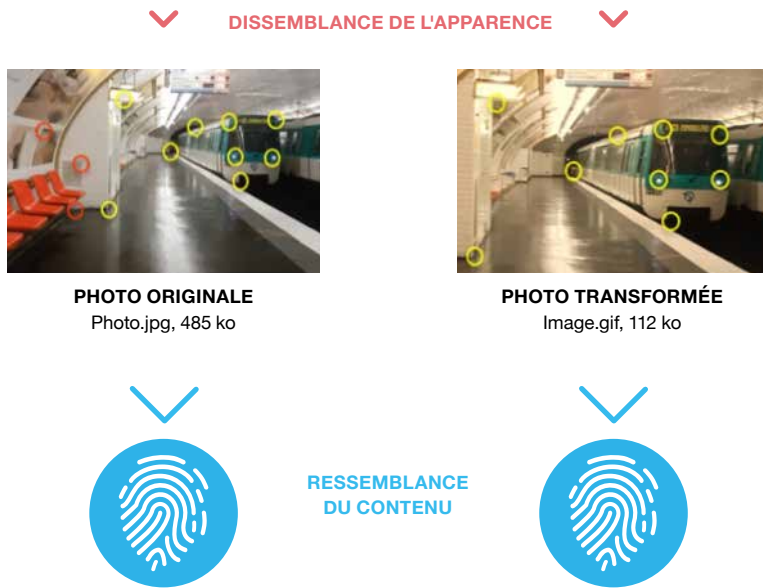 DISSEMBLANCE DE L'APPARENCE
PHOTO ORIGINALE
Photo.jpg, 485 ko
PHOTO TRANSFORMÉE
Image.gif, 112 ko
RESSEMBLANCE
DU CONTENU